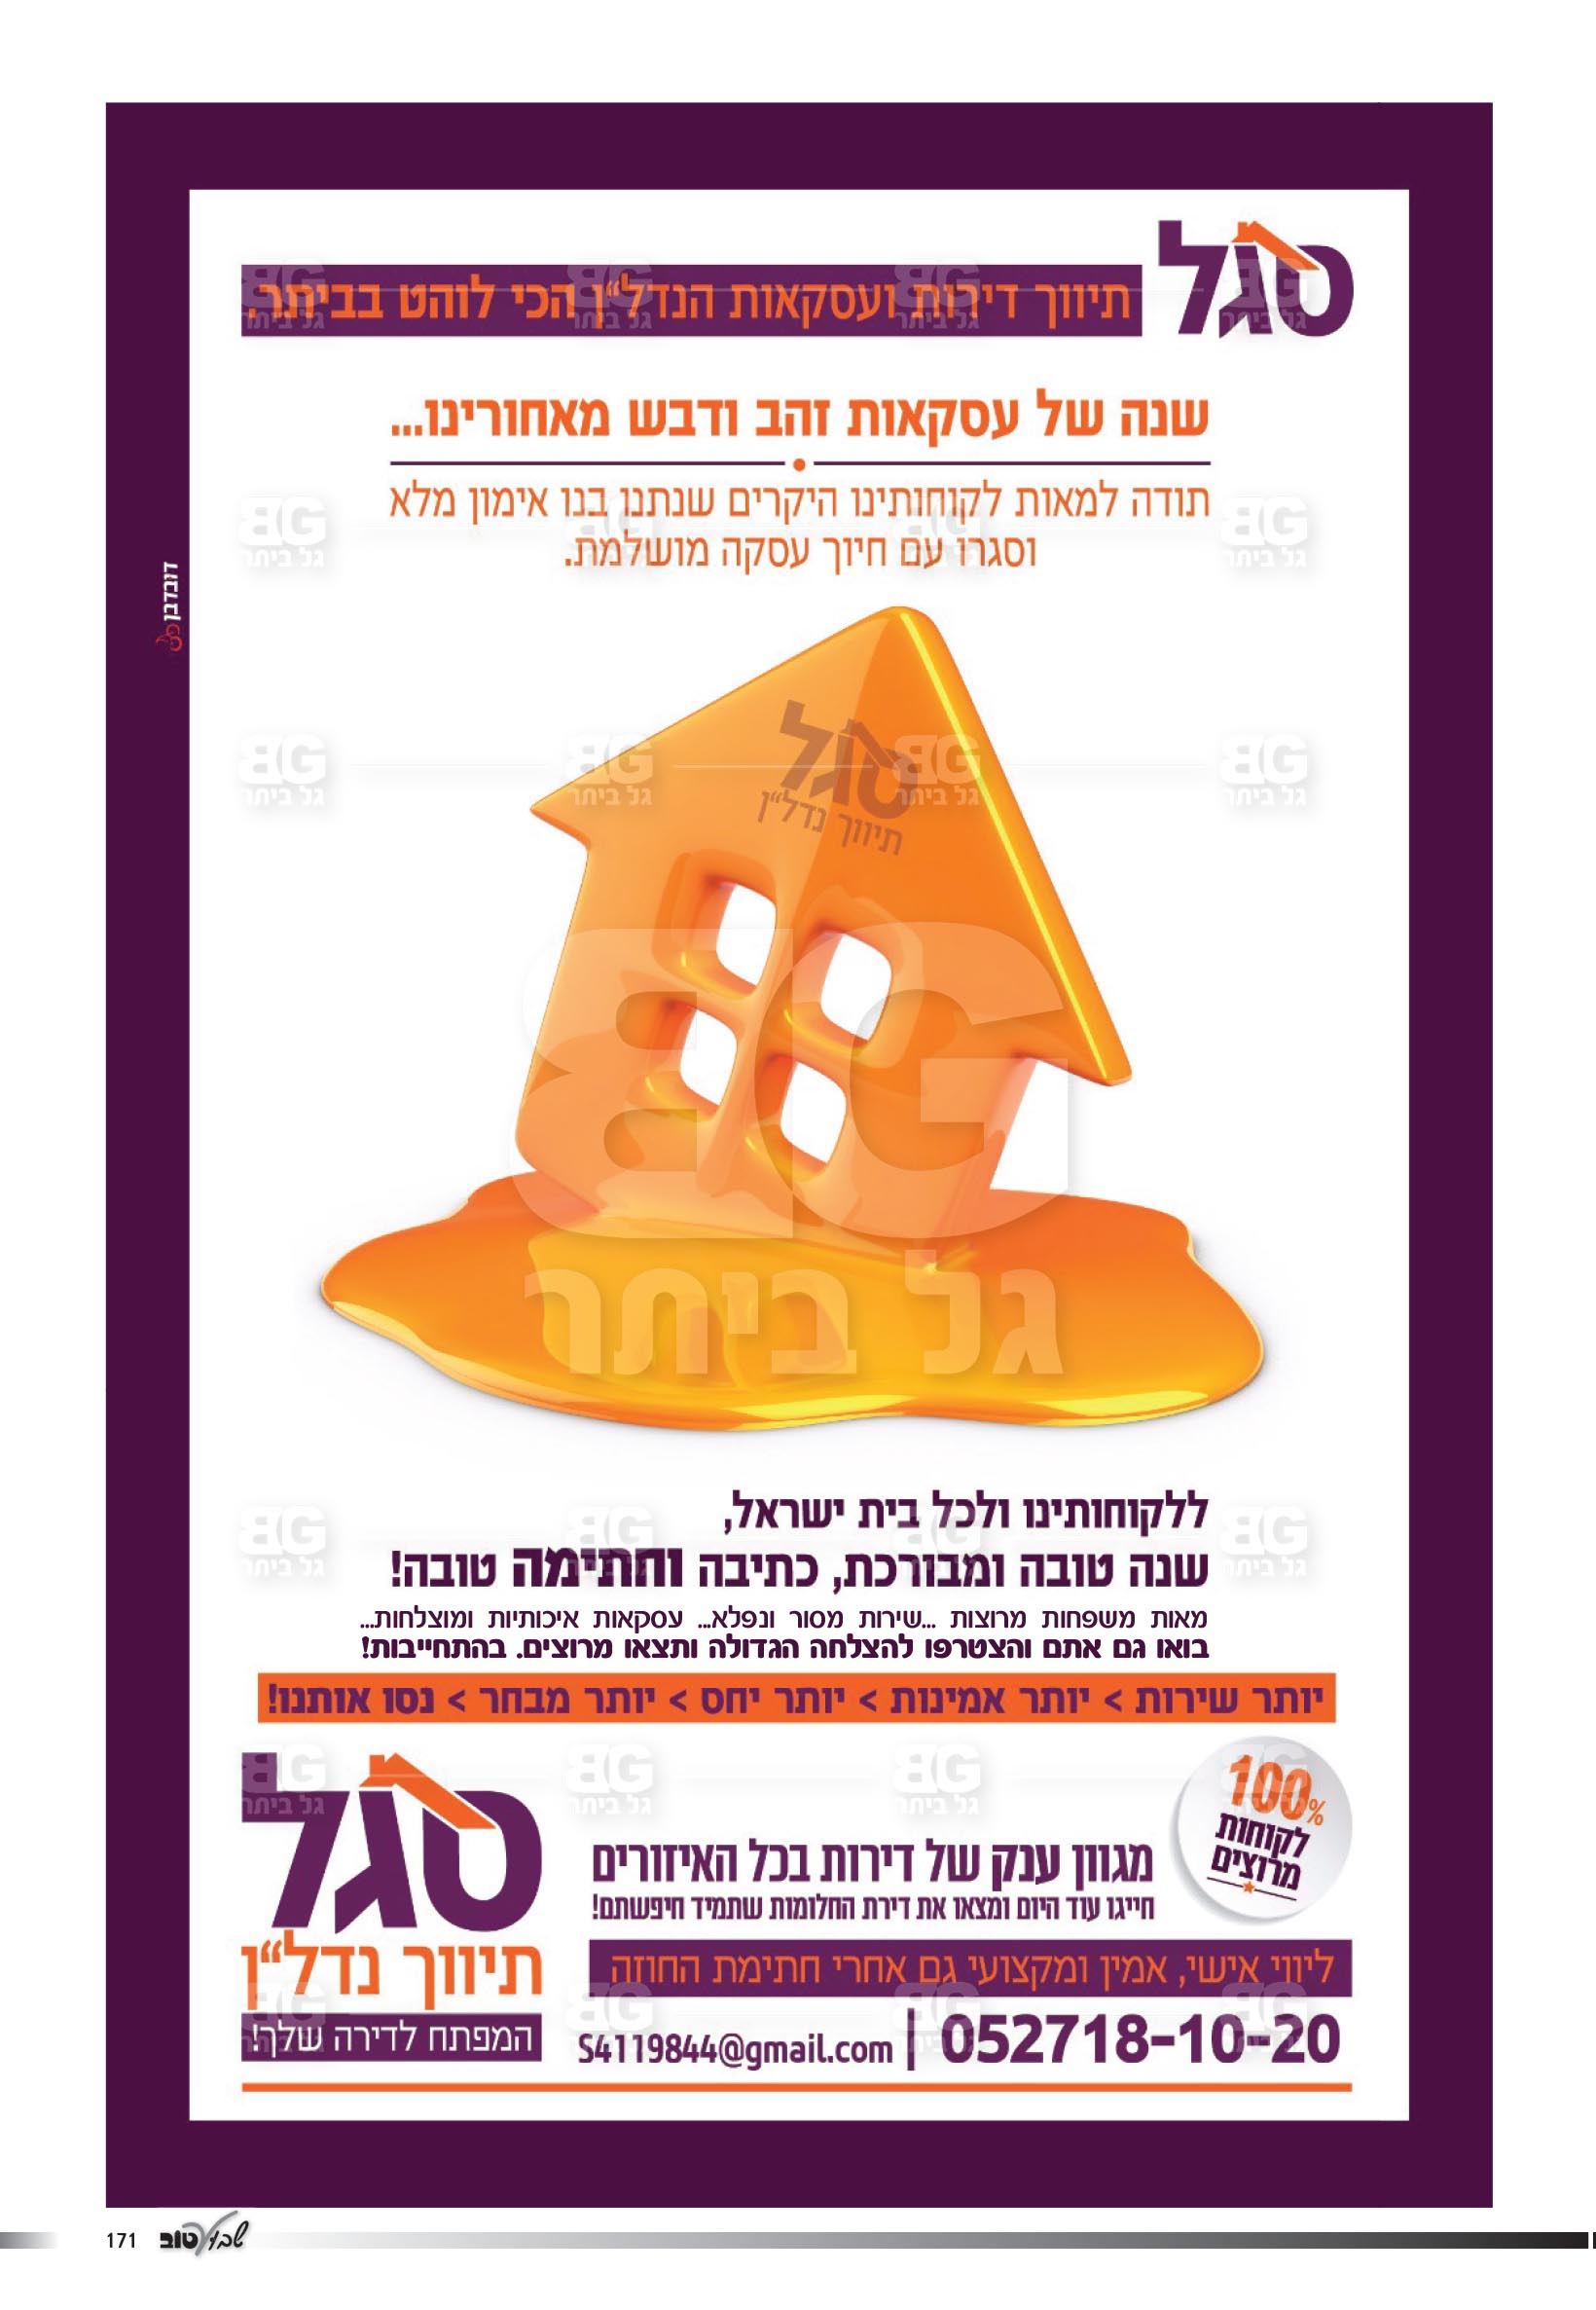 סגל
תיווך דירות ועסקאות הנדל"ן הכי לוהט בביתר.
שנה של עסקאות זהב ודבש מאחורינו...
תודה למאות לקוחותינו היקרים שנתנו בנו אימון מלא
וסגרו עם חיוך עסקה מושלמת.
דובדבן
סגל
תיווך נדל"ן
BG
גל ביתר
ללקוחותינו ולכל בית ישראל,
שנה טובה ומבורכת, כתיבה וחתימה טובה!
מאות משפחות מרוצות ...שירות מסור ונפלא... עסקאות איכותיות ומוצלחות...
בואו גם אתם והצטרפו להצלחה הגדולה ותצאו מרוצים. בהתחייבות!
יותר שירות > יותר אמינות > יותר יחס > יותר מבחר > נסו אותנו!
100%
לקוחות
מרוצים
מגוון ענק של דירות בכל האיזורים
חייגו עוד היום ומצאו את דירת החלומות שתמיד חיפשתם!
ליווי אישי, אמין ומקצועי גם אחרי חתימת החוזה
052718-10-20 | S4119844@gmail.com
סגל
תיווך נדל"ן
המפתח לדירה שלך!
שבוע טוב 171